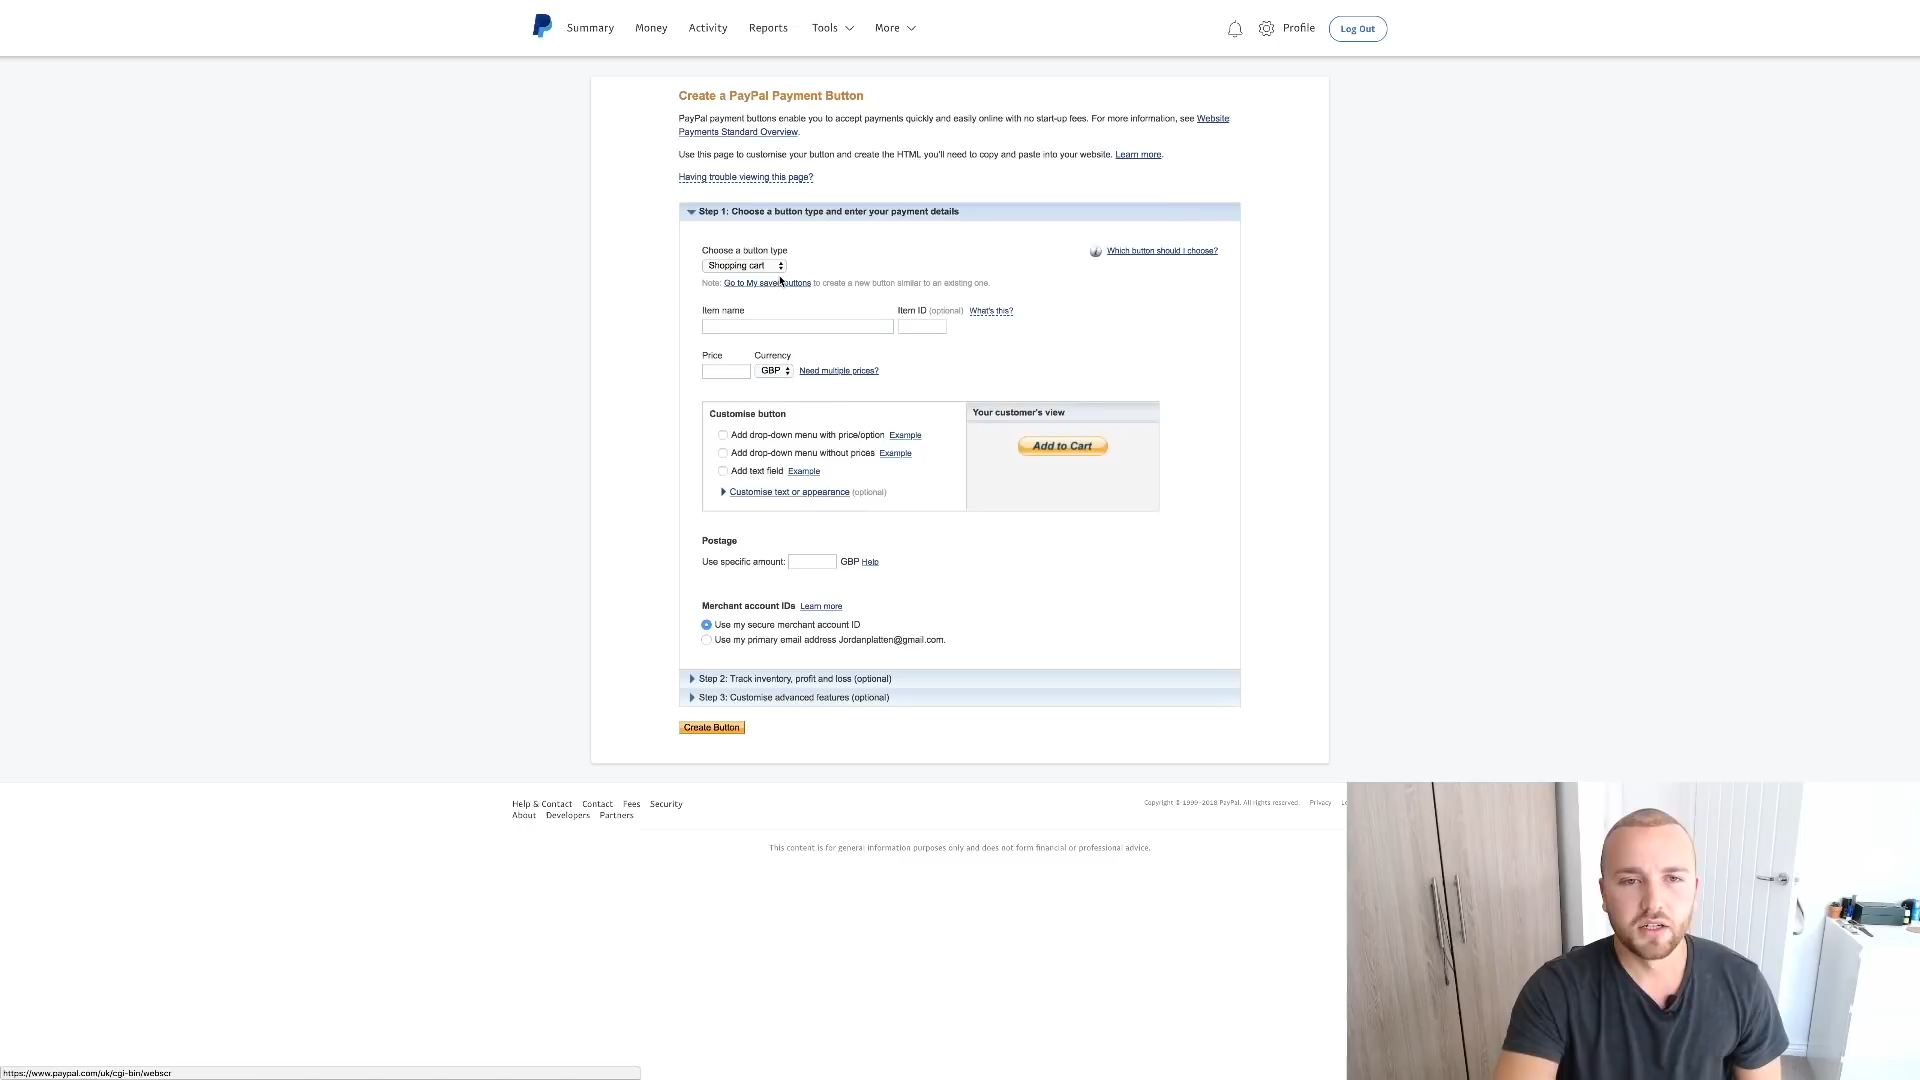 Summary Money Activity Reports Tools More Profile Log Out
Create a PayPal Payment Button
PayPal payment buttons enable you to accept payments quickly and easily online with no start-up fees. For more information, see Website
Payments Standard Overview.
Use this page to customise your button and create the HTML you'll need to copy and paste into your website. Learn more.
Having trouble viewing this page?
Step 1: Choose a button type and enter your payment details
Choose a button type
Which button should I choose?
Shopping cart
Note: Go to My saved buttons to create a new button similar to an existing one.
Item name Item ID (optional) What's this?
Price Currency
GBP Need multiple prices?
Customise button
Your customer's view
Add drop-down menu with price/option Example
Add to Cart
Add drop-down menu without prices Example
Add text field Example
Customise text or appearance (optional)
Postage
Use specific amount: GBP Help
Merchant account IDs Learn more
Use my secure merchant account ID
Use my primary email address Jordanplatten@gmail.com.
Step 2: Track inventory, profit and loss (optional)
Step 3: Customise advanced features (optional)
Create Button
Help & Contact Contact Fees Security
Copyright © 1999-2018 PayPal. All rights reserved. Privacy
About Developers Partners
This content is for general information purposes only and does not form financial or professional advice.
https://www.paypal.com/uk/cgi-bin/webscr